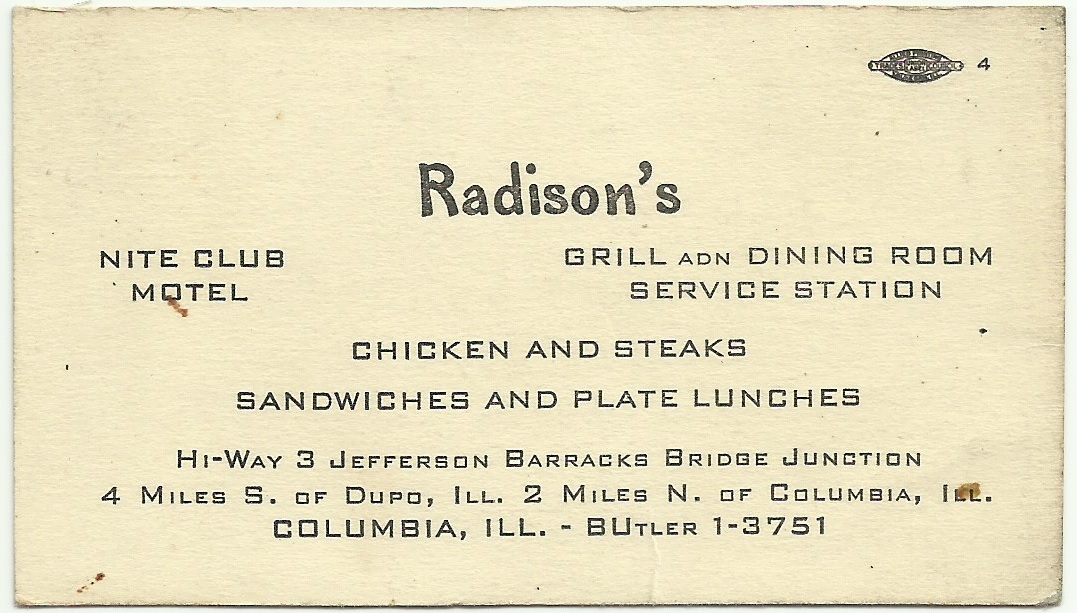 4
Radison's
NITE CLUB GRILL ADN DINING ROOM
MOTEL SERVICE STATION
CHICKEN AND STEAKS
SANDWICHES AND PLATE LUNCHES
HI-WAY 3 JEFFERSON BARRACKS BRIDGE JUNCTION
4 MILES S. OF DUPO, ILL. 2 MILES N. OF COLUMBIA, ILL.
COLUMBIA, ILL. - BUTLER 1-3751